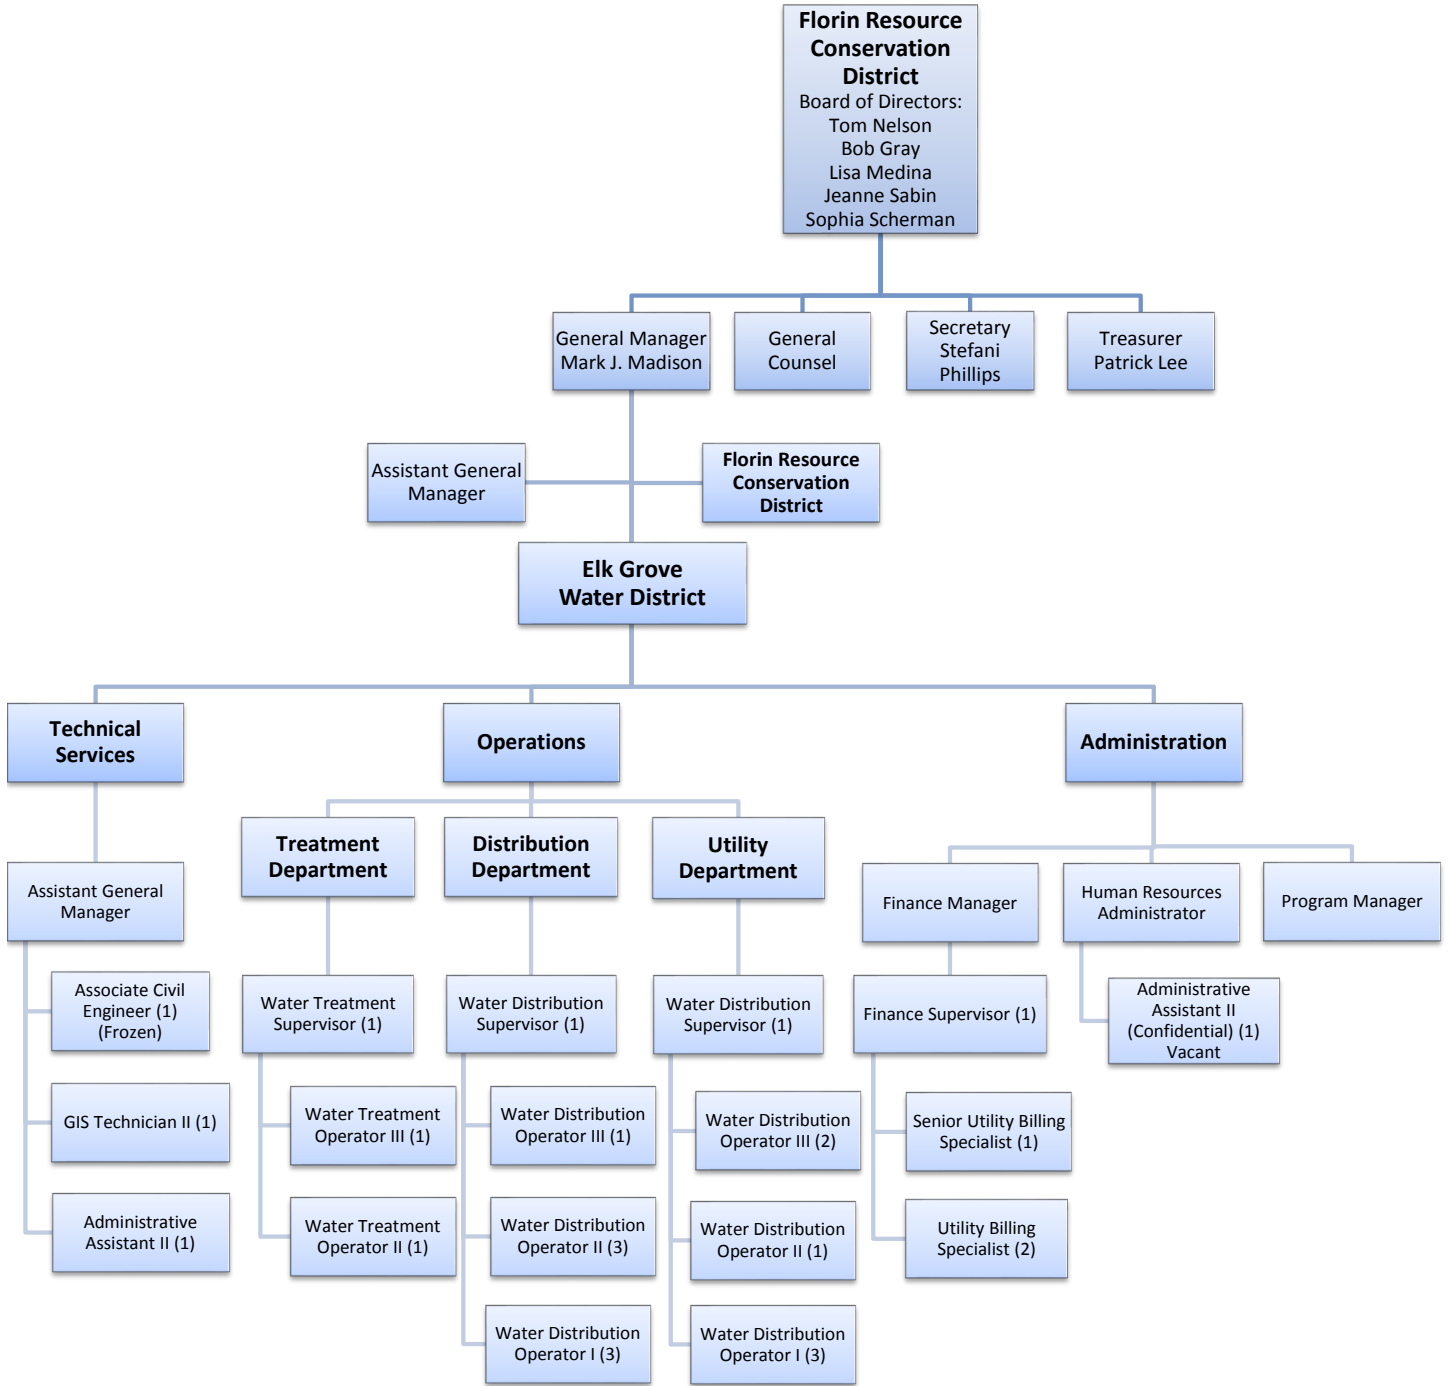 Florin Resource
Conservation
District
Board of Directors:
Tom Nelson
Bob Gray
Lisa Medina
Jeanne Sabin
Sophia Scherman
General Manager
Mark J. Madison
General
Counsel
Secretary
Stefani
Phillips
Treasurer
Patrick Lee
Assistant General
Manager
Florin Resource
Conservation
District
Elk Grove
Water District
Technical
Services
Operations
Administration
Treatment
Department
Distribution
Department
Utility
Department
Assistant General
Manager
Finance Manager
Human Resources
Administrator
Program Manager
Associate Civil
Engineer (1)
(Frozen)
Water Treatment
Supervisor (1)
Water Distribution
Supervisor (1)
Water Distribution
Supervisor (1)
Finance Supervisor (1)
Administrative
Assistant II
(Confidential) (1)
Vacant
GIS Technician II (1)
Water Treatment
Operator III (1)
Water Distribution
Operator III (1)
Water Distribution
Operator III (2)
Senior Utility Billing
Specialist (1)
Administrative
Assistant II (1)
Water Treatment
Operator II (1)
Water Distribution
Operator II (3)
Water Distribution
Operator II (1)
Utility Billing
Specialist (2)
Water Distribution
Operator I (3)
Water Distribution
Operator I (3)